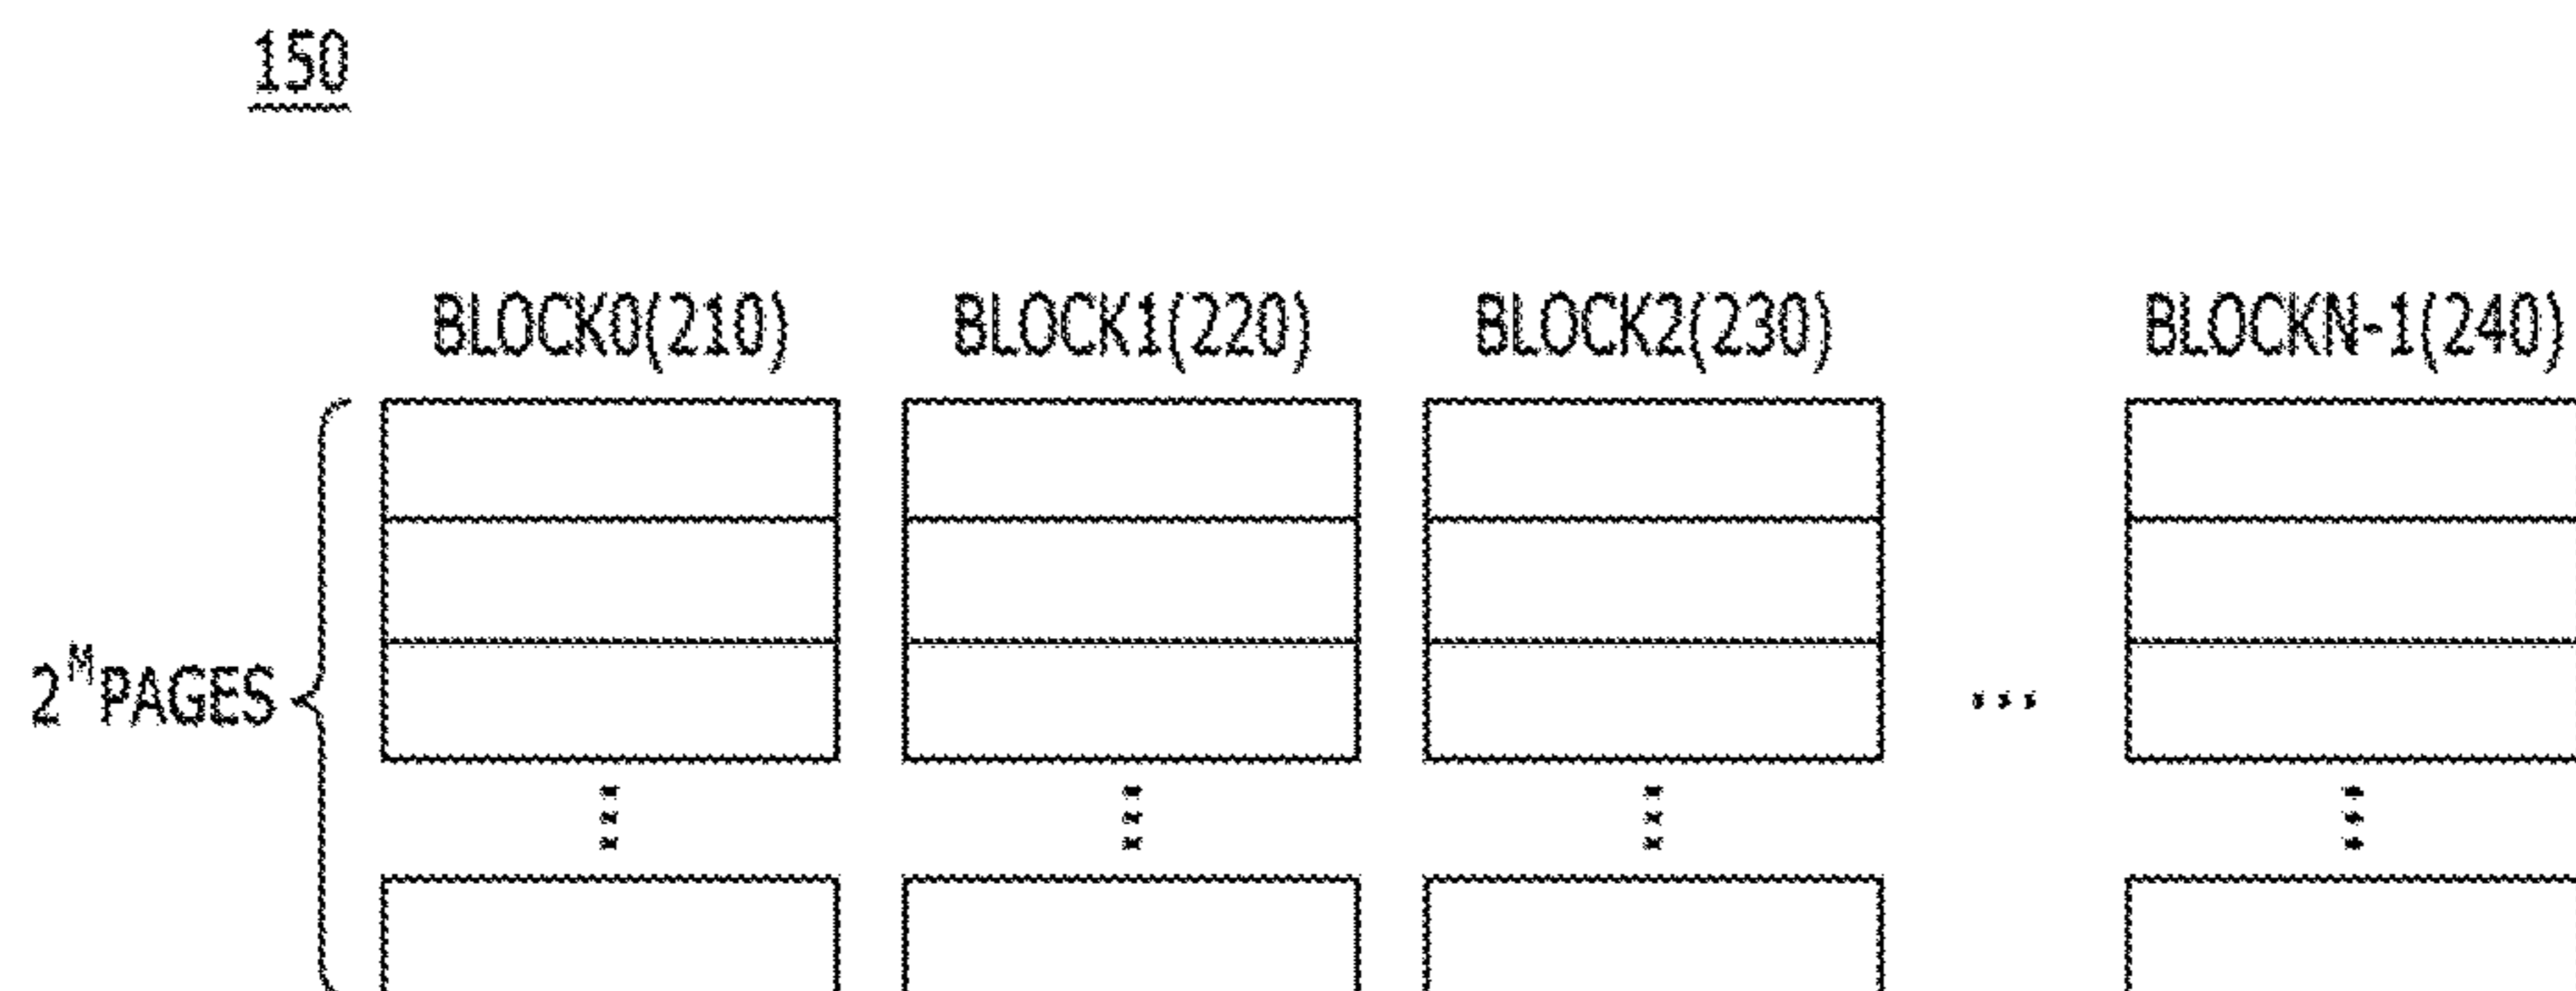 150
BLOCK0(210) BLOCK1(220) BLOCK2(230) BLOCKN-1(240)
2^M PAGES
...